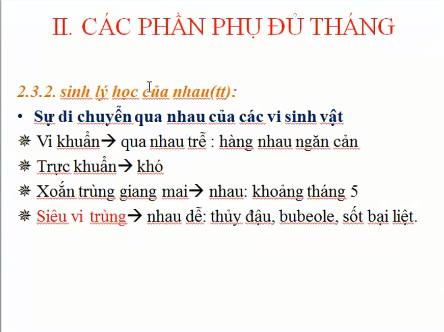 II. CÁC PHẦN PHỤ ĐỦ THÁNG
2.3.2. sinh lý học của nhau(tt):
• Sự di chuyển qua nhau của các vi sinh vật
✵ Vi khuẩn→ qua nhau trễ : hàng nhau ngăn cản
✵ Trực khuẩn→ khó
✵ Xoắn trùng giang mai→ nhau: khoảng tháng 5
✵ Siêu vi trùng→ nhau dễ: thủy đậu, bubeole, sốt bại liệt.